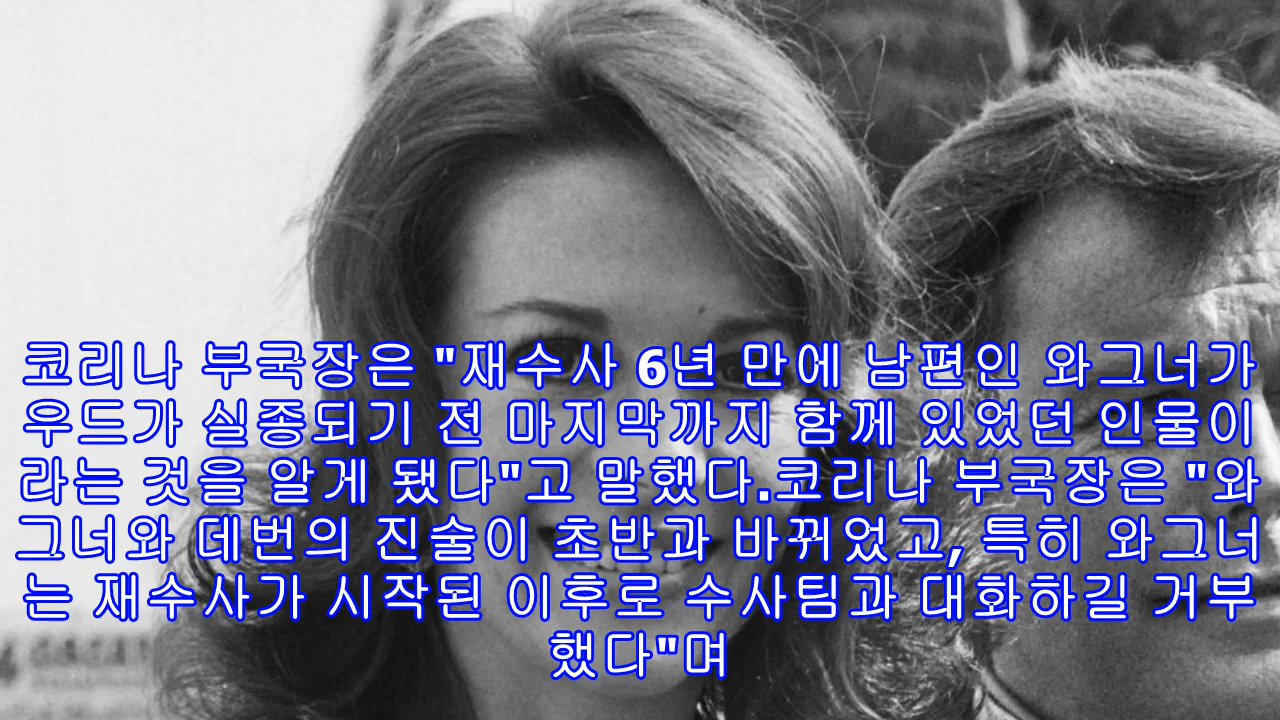 코리나 부국장은 "재수사 6년 만에 남편인 와그너가
우드가 실종되기 전 마지막까지 함께 있었던 인물이
라는 것을 알게 됐다"고 말했다.코리나 부국장은 "와
그너와 데번의 진술이 초반과 바뀌었고, 특히 와그너
는 재수사가 시작된 이후로 수사팀과 대화하길 거부
했다"며